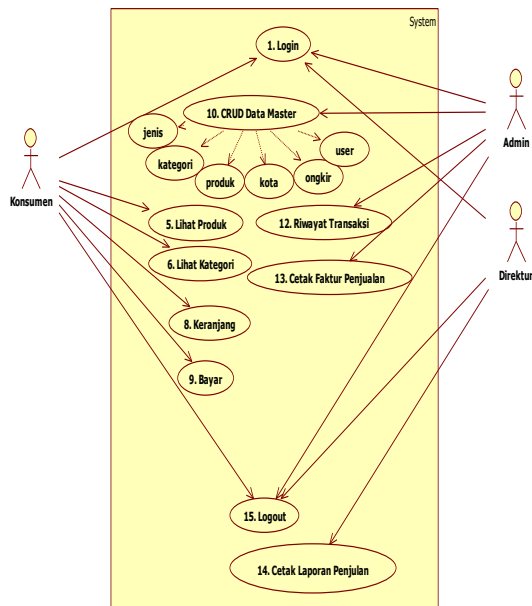 System
1. Login
10. CRUD Data Master
jenis
kategori
produk
kota
ongkir
user
Konsumen
Admin
5. Lihat Produk
12. Riwayat Transaksi
6. Lihat Kategori
13. Cetak Faktur Penjualan
Direktur
8. Keranjang
9. Bayar
15. Logout
14. Cetak Laporan Penjulan